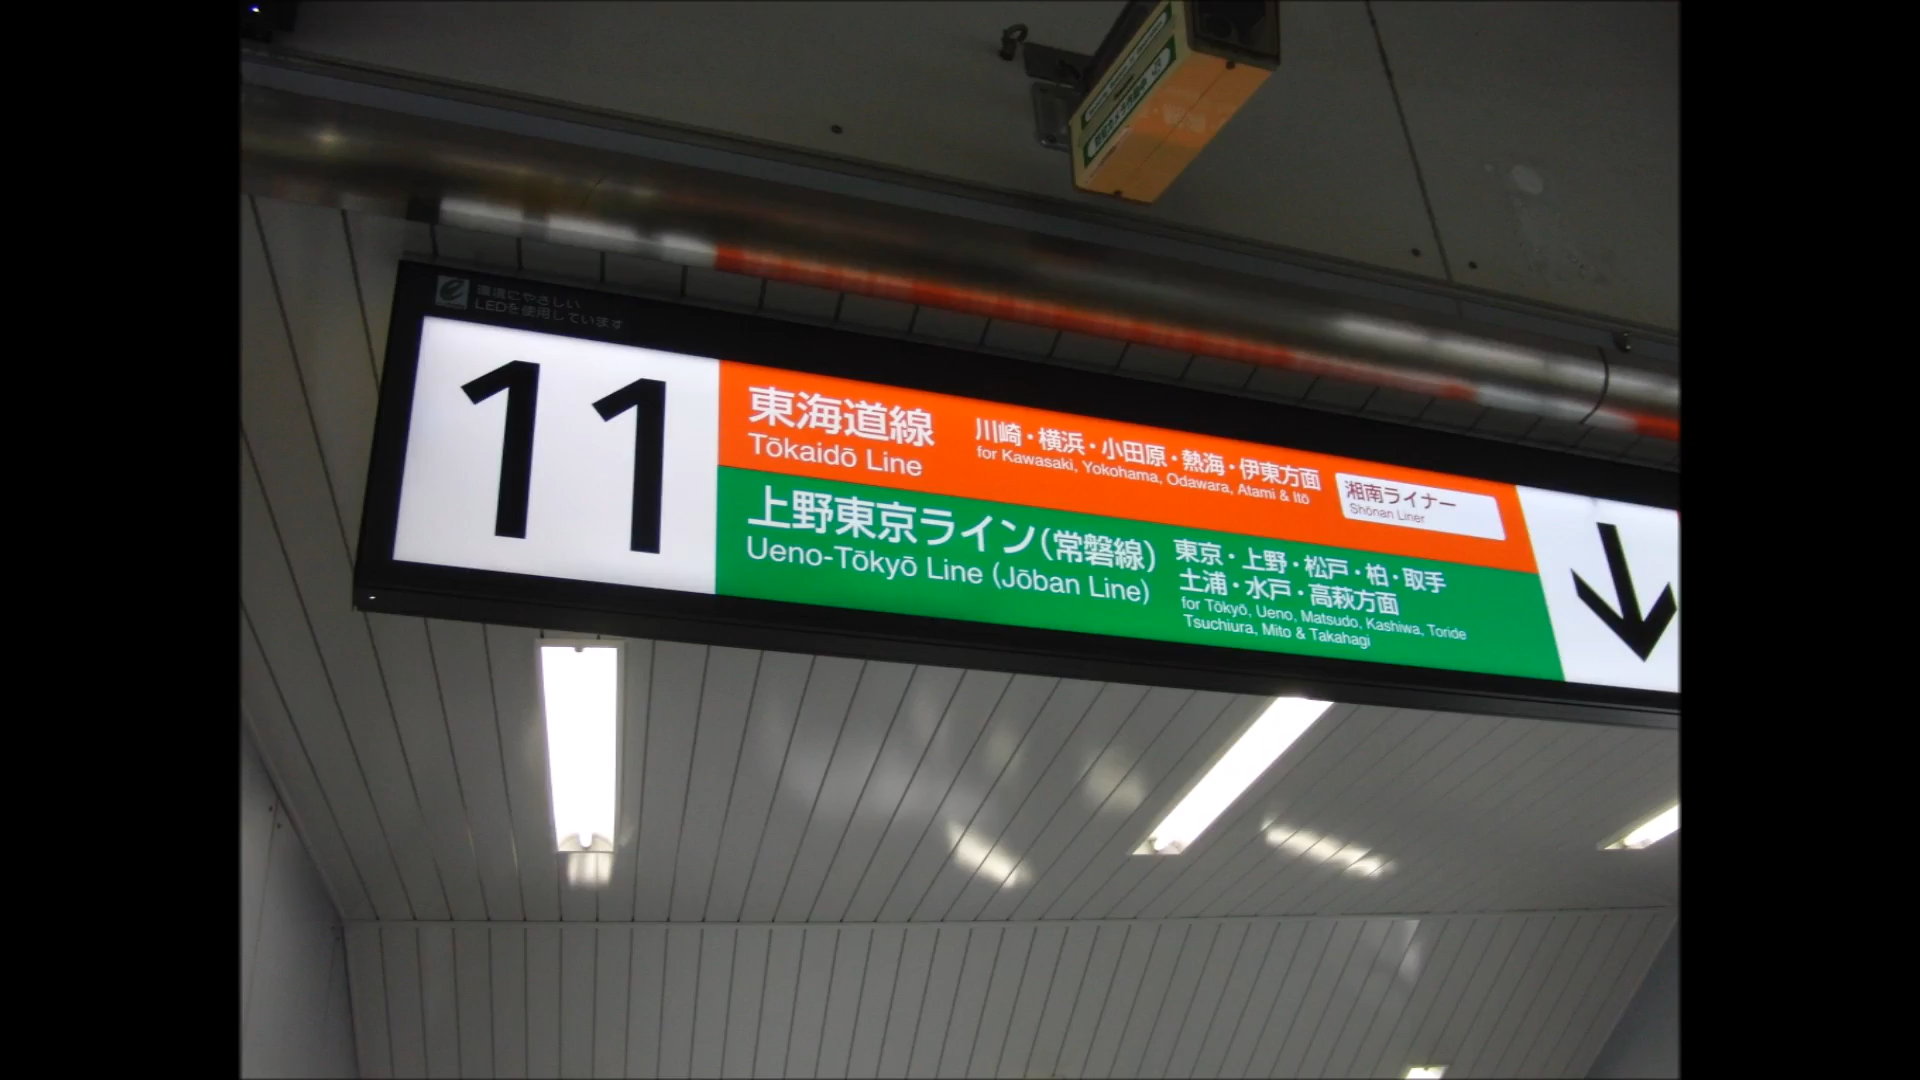 環境にやさしい
LEDを使用しています
11
東海道線
Tōkaidō Line
川崎・横浜・小田原・熱海・伊東方面
for Kawasaki, Yokohama, Odawara, Atami & Itō
湘南ライナー
Shōnan Liner
上野東京ライン(常磐線)
Ueno-Tōkyō Line (Jōban Line)
東京・上野・松戸・柏・取手
土浦・水戸・高萩方面
for Tōkyō, Ueno, Matsudo, Kashiwa, Toride
Tsuchiura, Mito & Takahagi